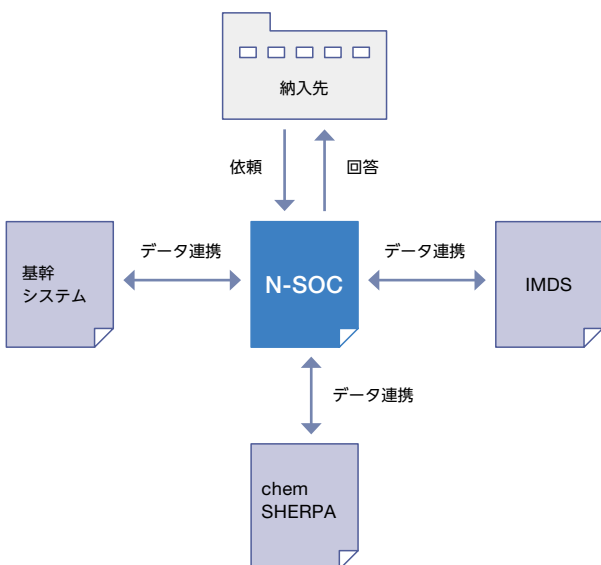 納入先
依頼
回答
データ連携
データ連携
基幹
システム
N-SOC
IMDS
データ連携
chem
SHERPA